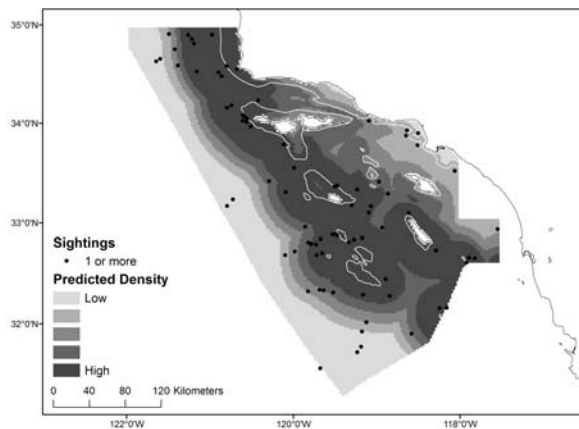 35°0'N
34°0'N
33°0'N
32°0'N
Sightings
1 or more
Predicted Density
Low
High
0 40 80 120 Kilometers
122°0'W 120°0'W 118°0'W